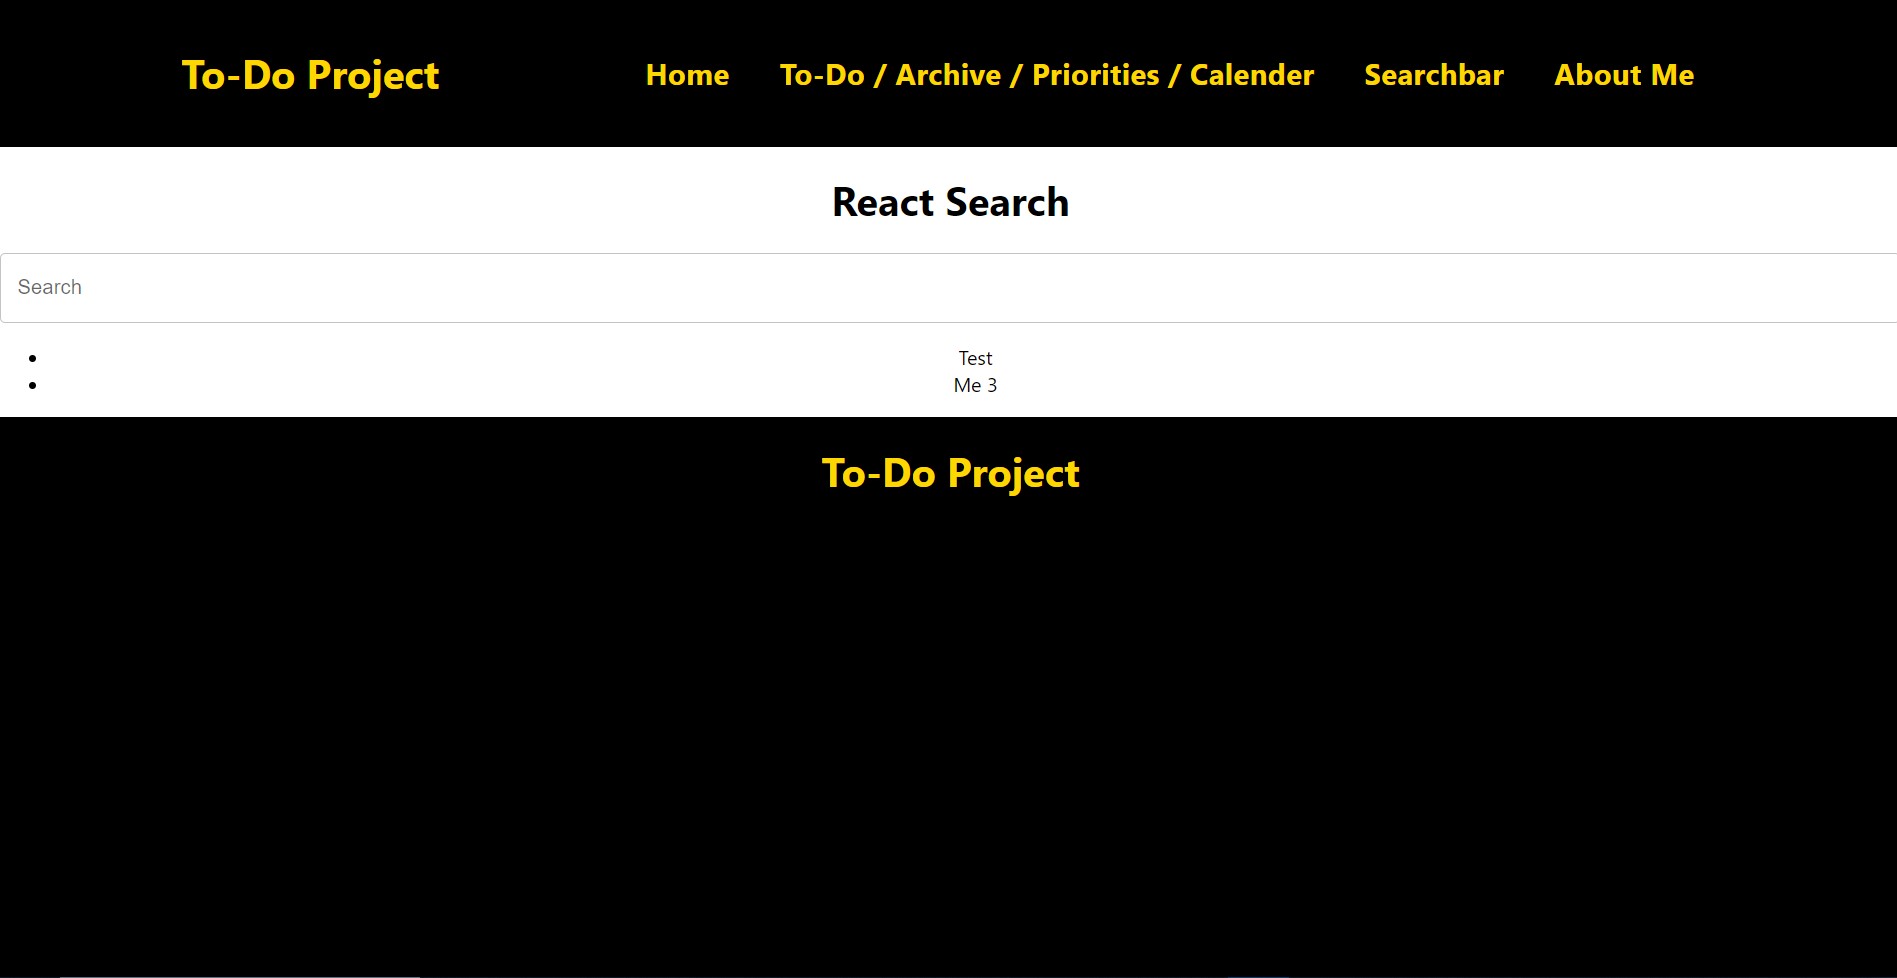 To-Do Project Home To-Do / Archive / Priorities / Calender Searchbar About Me
React Search
Search
Test
Me 3
To-Do Project